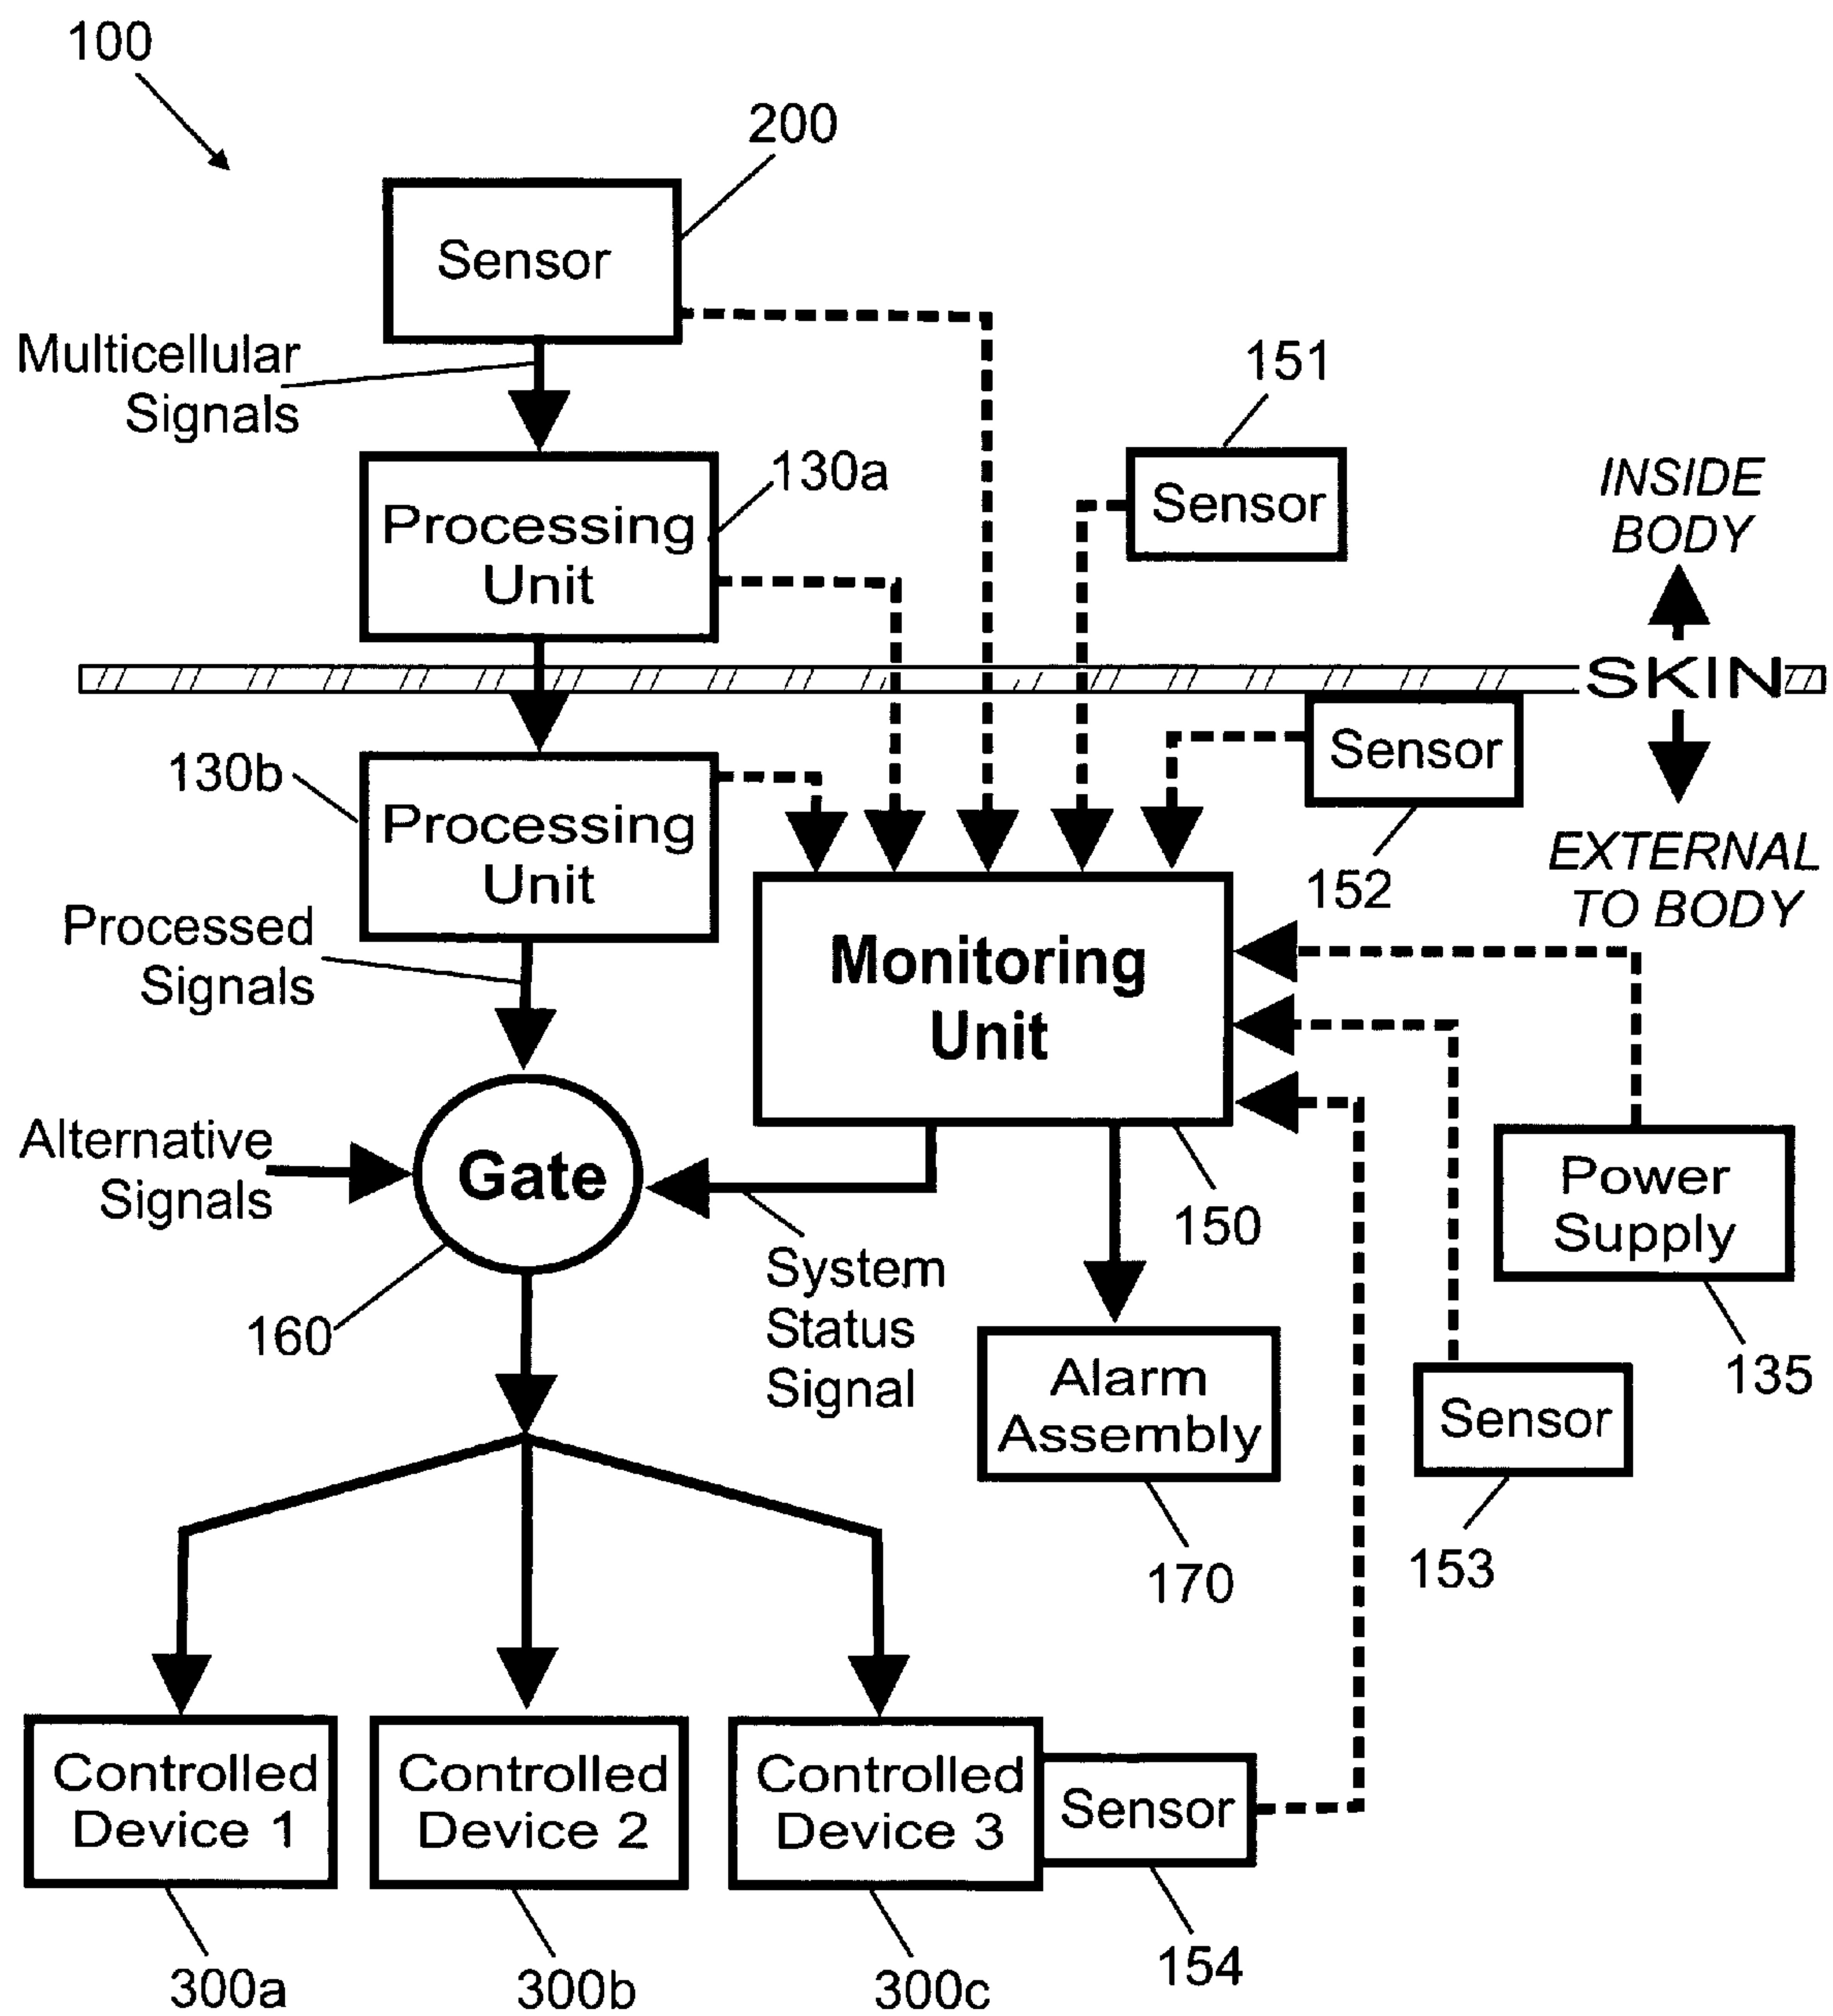 100
200
Sensor
Multicellular
Signals
151
Sensor
130a
Processing
Unit
INSIDE
BODY
SKIN
130b
Processing
Unit
Sensor
152
EXTERNAL
TO BODY
Processed
Signals
Monitoring
Unit
Alternative
Signals
Gate
160
System
Status
Signal
150
Power
Supply
135
Alarm
Assembly
170
Sensor
153
Controlled
Device 1
300a
Controlled
Device 2
300b
Controlled
Device 3
300c
Sensor
154